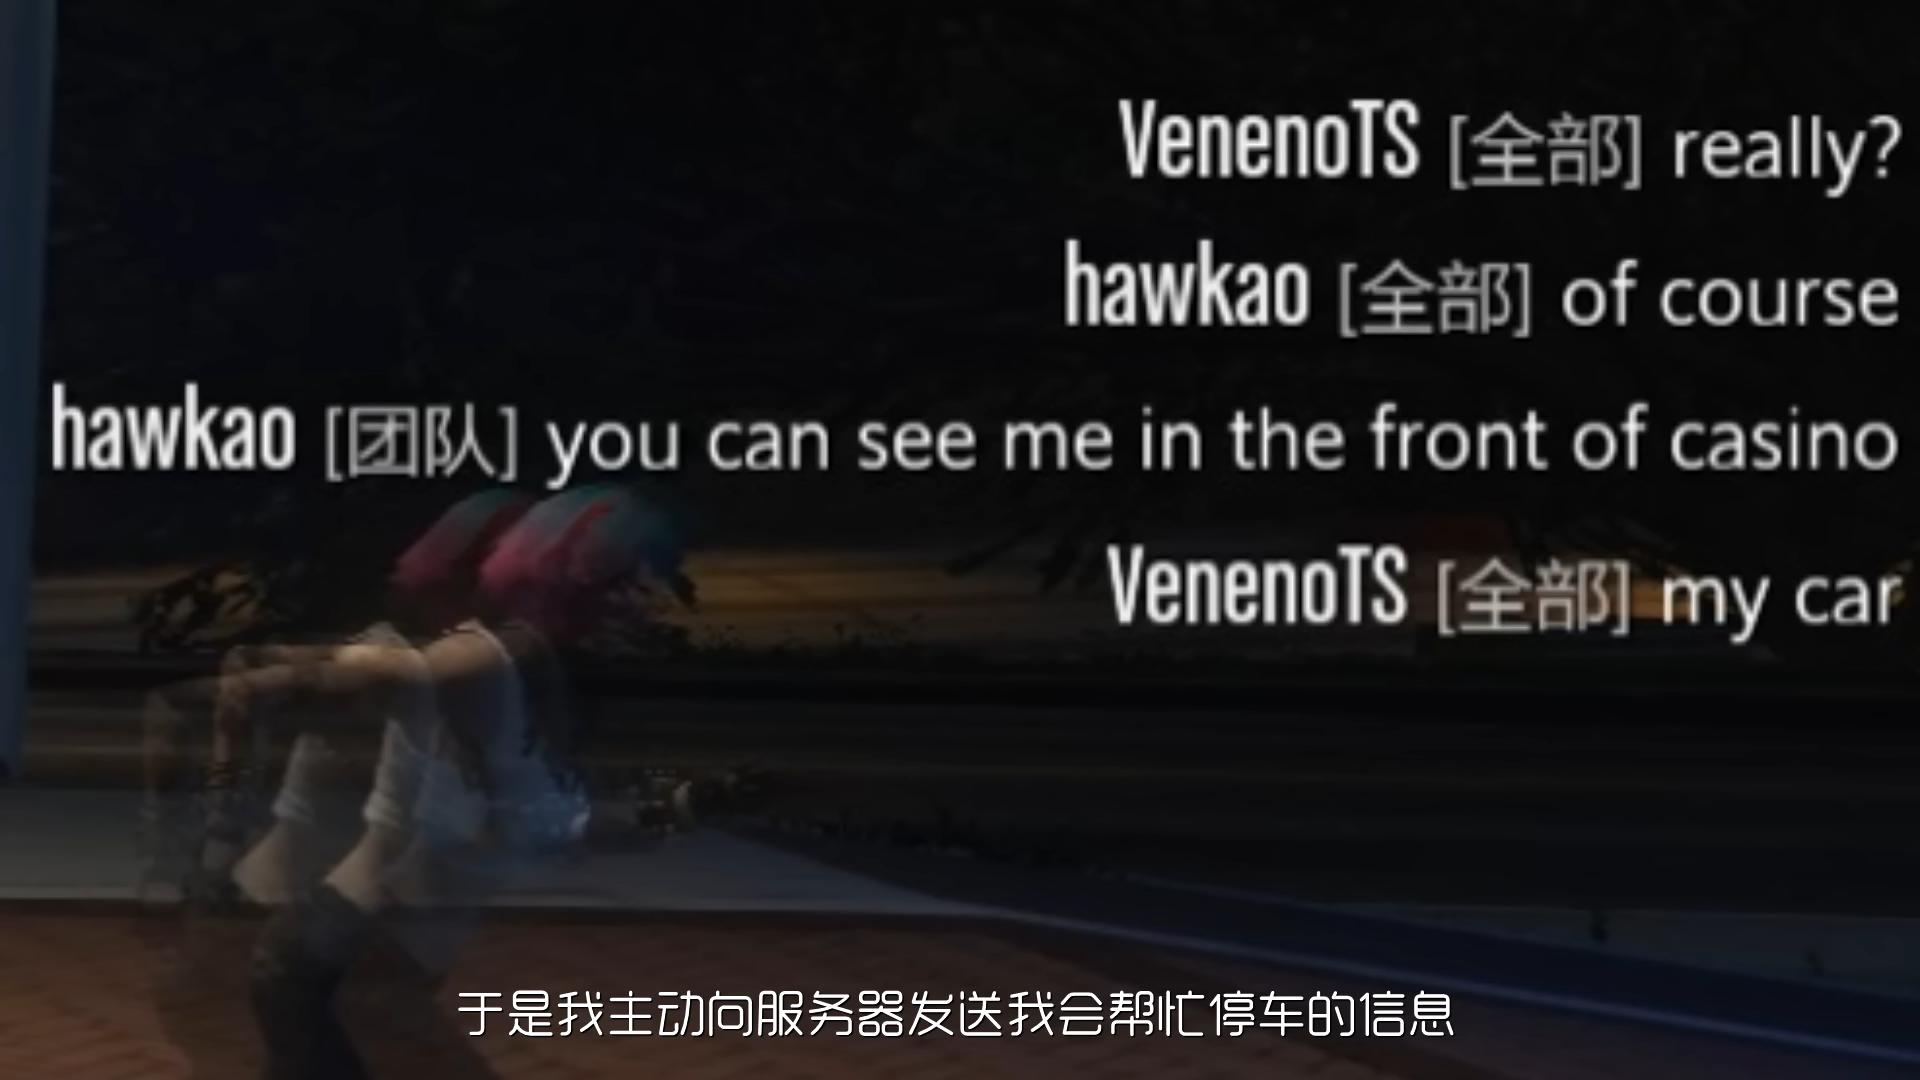 VenenoTS [全部] really?
hawkao [全部] of course
hawkao [团队] you can see me in the front of casino
VenenoTS [全部] my car
于是我主动向服务器发送我会帮忙停车的信息